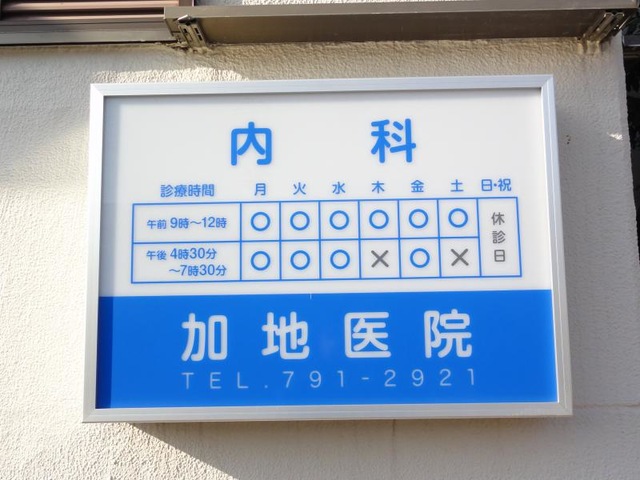 内 科
診療時間 月 火 水 木 金 土 日・祝
午前 9時～12時 ○ ○ ○ ○ ○ ○ 休診日
午後 4時30分 ○ ○ ○ × ○ ×
～7時30分
加地医院
TEL.791-2921